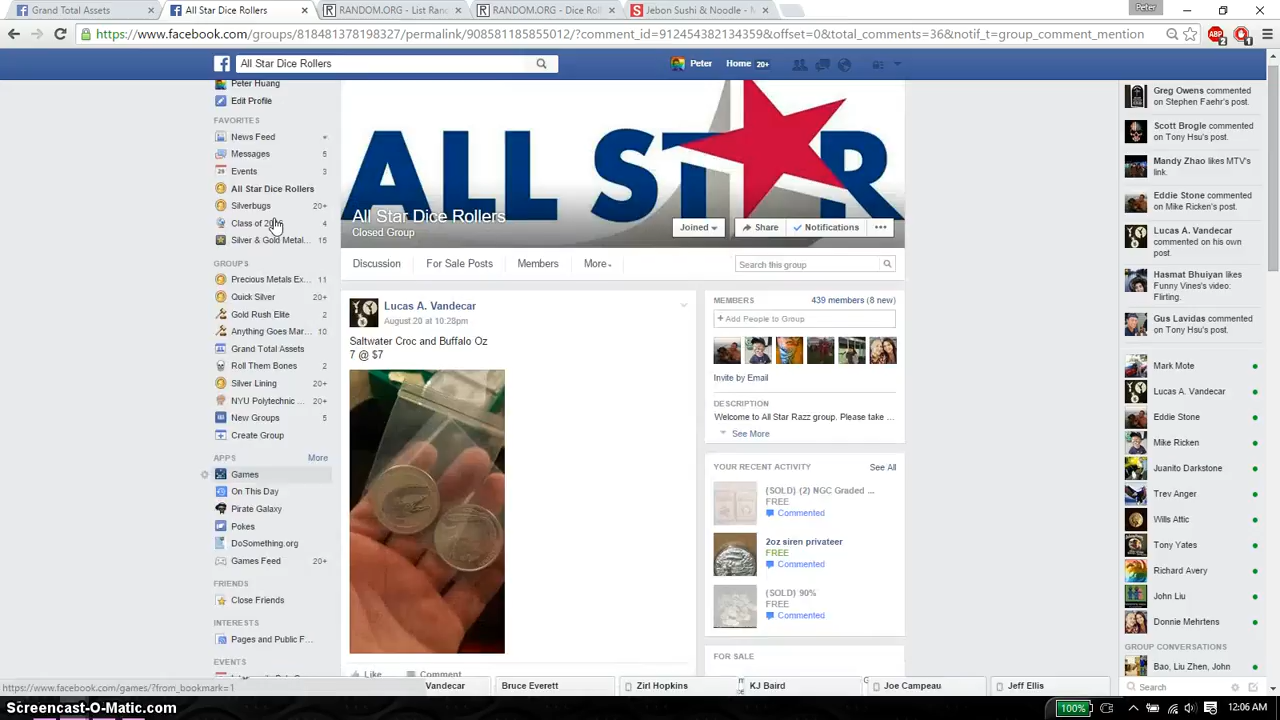 Grand Total Assets
All Star Dice Rollers
RANDOM.ORG - List Rand
RANDOM.ORG - Dice Roll
Jebon Sushi & Noodle - M
Peter
https://www.facebook.com/groups/818481378198327/permalink/908588118555014/?comment_id=912454382134359&offset=0&total_comments=36&notif_t=group_comment_mention
All Star Dice Rollers
Peter
Home 20+
Peter Huang
Edit Profile
FAVORITES
News Feed
Messages 5
Events 3
All Star Dice Rollers
Silverbugs 20+
Class of 4
Silver & Gold Metal... 15
GROUPS
Precious Metals Ex... 11
Quick Silver 20+
Gold Rush Elite 2
Anything Goes Mar... 10
Grand Total Assets
Roll Them Bones 2
Silver Lining 20+
NYU Polytechnic ... 20+
New Groups 5
Create Group
APPS More
Games
On This Day
Pirate Galaxy
Pokes
DoSomething.org
Games Feed 20+
FRIENDS
Close Friends
INTERESTS
Pages and Public F...
EVENTS
https://www.facebook.com/games/?from_bookmark=1
ALL STAR
All Star Dice Rollers
Closed Group
Joined
Share
Notifications
Discussion
For Sale Posts
Members
More
Search this group
Lucas A. Vandecar
August 20 at 10:28pm
Saltwater Croc and Buffalo Oz
7 @ $7
Like Comment
MEMBERS 439 members (8 new)
+ Add People to Group
Invite by Email
DESCRIPTION
Welcome to All Star Razz group. Please take ...
See More
YOUR RECENT ACTIVITY See All
(SOLD) (2) NGC Graded ...
FREE
Commented
2oz siren privateer
FREE
Commented
(SOLD) 90%
FREE
Commented
FOR SALE
Greg Owens commented
on Stephen Faehr's post.
Scott Brogle commented
on Tony Hsu's post.
Mandy Zhao likes MTV's
link.
Eddie Stone commented
on Mike Ricken's post.
Lucas A. Vandecar
commented on his own
post.
Hasmat Bhuiyan likes
Funny Vines's video:
Flirting.
Gus Lavidas commented
on Tony Hsu's post.
Mark Mote
Lucas A. Vandecar
Eddie Stone
Mike Ricken
Juanito Darkstone
Trev Anger
Wills Attic
Tony Yates
Richard Avery
John Liu
Donnie Mehrtens
GROUP CONVERSATIONS
Bao, Liu Zhen, John
Search
Vandecar
Bruce Everett
Zirl Hopkins
KJ Baird
Joe Campeau
Jeff Ellis
Screencast-O-Matic.com
100%
12:06 AM